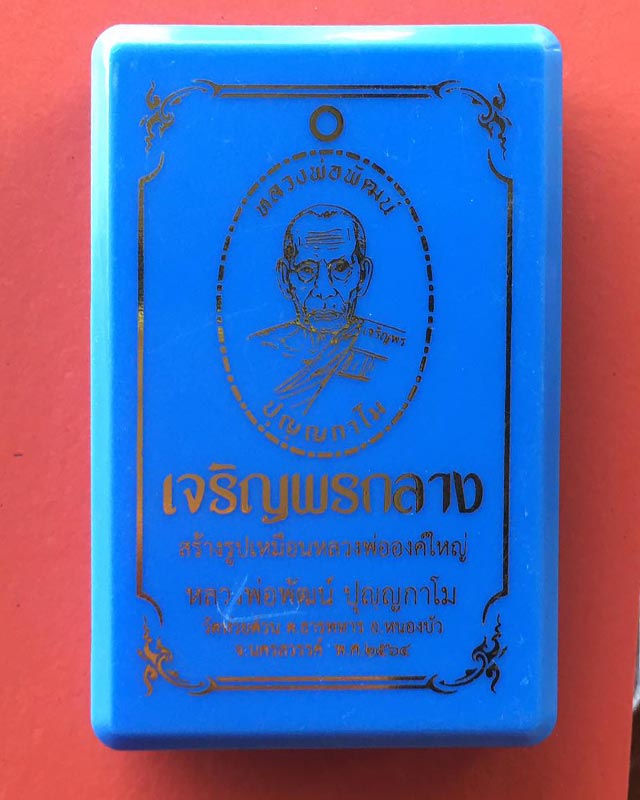 หลวงพ่อพัฒน์
เจริญพร
ปุญฺญกาโม
เจริญพรกลาง
สร้างรูปเหมือนหลวงพ่อองค์ใหญ่
หลวงพ่อพัฒน์ ปุญฺญกาโม
วัดห้วยด้วน ต.ธารทหาร อ.หนองบัว
จ.นครสวรรค์ พ.ศ.๒๕๖๔